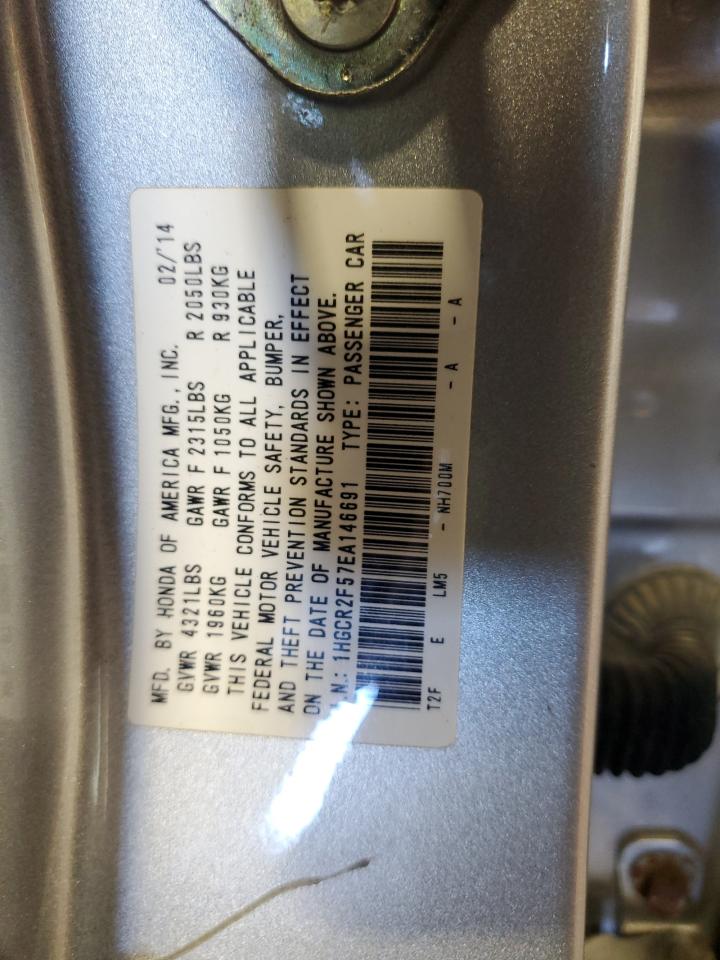 MFD. BY HONDA OF AMERICA MFG., INC. 02/'14
GVWR 4321LBS GAWR F 2315LBS R 2050LBS
GVWR 1960KG GAWR F 1050KG R 930KG
THIS VEHICLE CONFORMS TO ALL APPLICABLE
FEDERAL MOTOR VEHICLE SAFETY, BUMPER,
AND THEFT PREVENTION STANDARDS IN EFFECT
ON THE DATE OF MANUFACTURE SHOWN ABOVE.
V.I.N.: 1HGCR2F57EA146691 TYPE: PASSENGER CAR
T2F E LM5 - NH700M - A - A